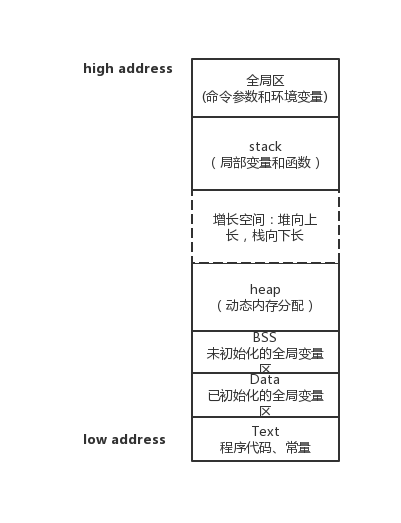 high address
全局区
(命令参数和环境变量)
stack
（局部变量和函数）
增长空间：堆向上
长，栈向下长
heap
（动态内存分配）
BSS
未初始化的全局变量
区
Data
已初始化的全局变量
区
low address
Text
程序代码、常量